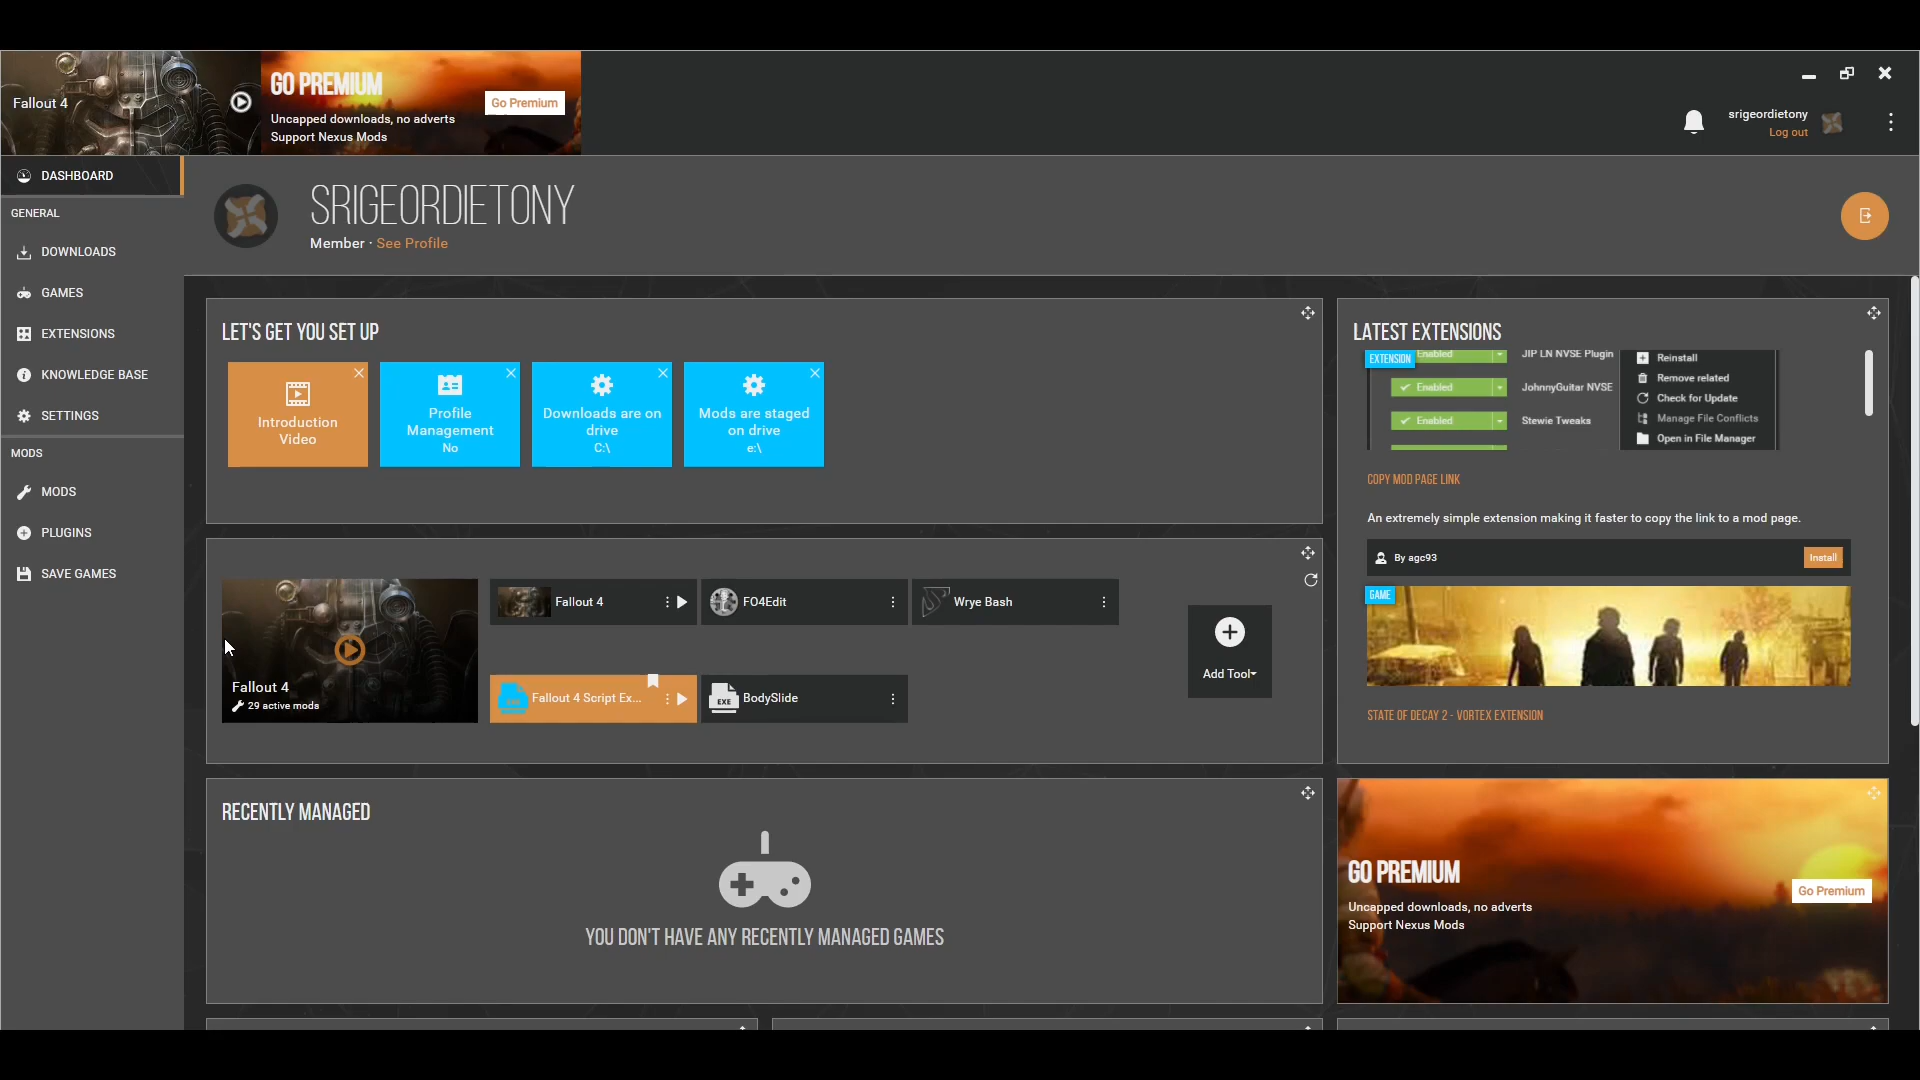 Fallout 4
GO PREMIUM
Uncapped downloads, no adverts
Support Nexus Mods
Go Premium
srigeordietony
Log out
DASHBOARD
GENERAL
DOWNLOADS
GAMES
EXTENSIONS
KNOWLEDGE BASE
SETTINGS
MODS
MODS
PLUGINS
SAVE GAMES
SRIGEORDIETONY
Member · See Profile
LET'S GET YOU SET UP
Introduction
Video
Profile
Management
No
Downloads are on
drive
C:\
Mods are staged
on drive
e:\
Fallout 4
29 active mods
Fallout 4
FO4Edit
Wrye Bash
Fallout 4 Script Ex...
EXE
BodySlide
Add Tool
RECENTLY MANAGED
YOU DON'T HAVE ANY RECENTLY MANAGED GAMES
LATEST EXTENSIONS
EXTENSION
Enabled
JIP LN NVSE Plugin
Enabled
JohnnyGuitar NVSE
Enabled
Stewie Tweaks
Reinstall
Remove related
Check for Update
Manage File Conflicts
Open in File Manager
COPY MOD PAGE LINK
An extremely simple extension making it faster to copy the link to a mod page.
By agc93
Install
GAME
STATE OF DECAY 2 - VORTEX EXTENSION
GO PREMIUM
Uncapped downloads, no adverts
Support Nexus Mods
Go Premium